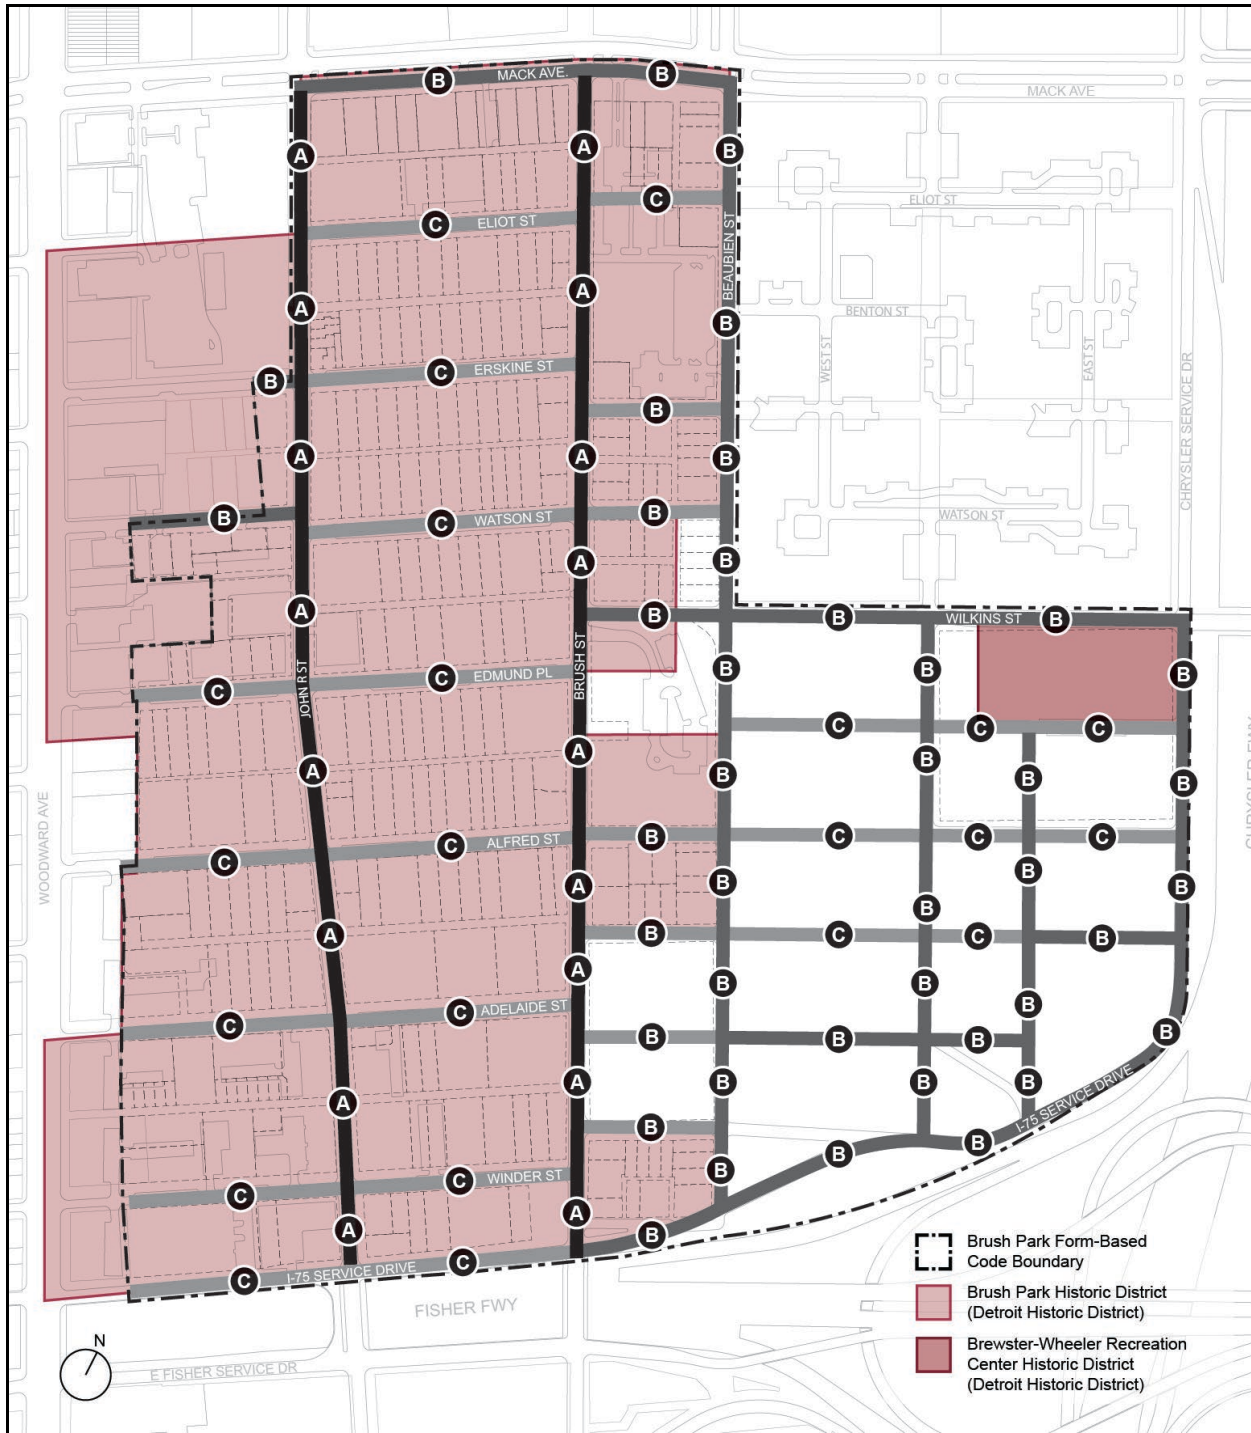 B
MACK AVE.
B
MACK AVE
A
A
B
C
ELIOT ST
C
ELIOT ST
BEAUBIEN ST
A
A
B
BENTON ST
WEST ST
EAST ST
CHRYSLER SERVICE DR
B
C
ERSKINE ST
B
A
A
B
B
C
WATSON ST
B
WATSON ST
A
B
A
B
B
WILKINS ST
B
C
JOHN R ST
C
EDMUND PL
BRUSH ST
B
B
B
C
C
C
A
A
B
B
B
B
WOODWARD AVE
C
C
ALFRED ST
B
C
C
C
A
B
B
B
A
B
B
C
C
B
A
B
B
C
C
ADELAIDE ST
B
B
B
B
B
A
A
B
B
B
I-75 SERVICE DRIVE
B
B
B
C
C
WINDER ST
B
A
A
B
C
I-75 SERVICE DRIVE
C
FISHER FWY
E FISHER SERVICE DR
N
Brush Park Form-Based
Code Boundary
Brush Park Historic District
(Detroit Historic District)
Brewster-Wheeler Recreation
Center Historic District
(Detroit Historic District)